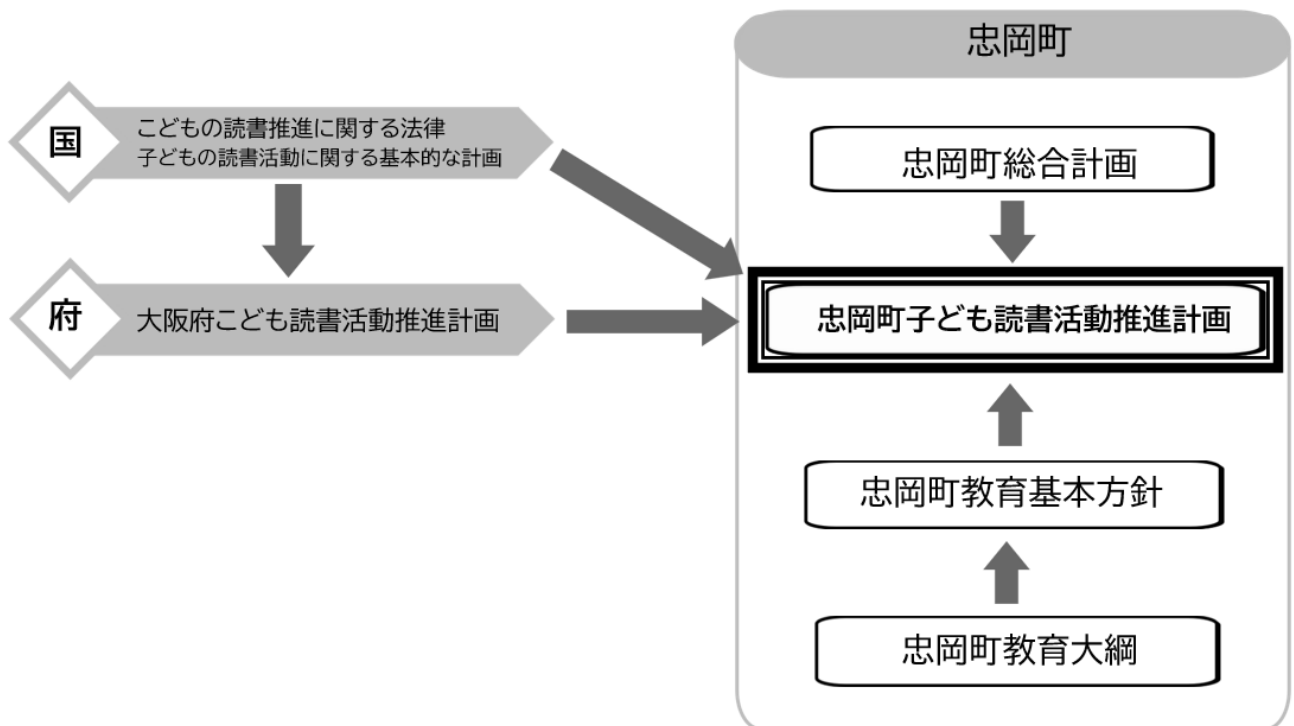 国
こどもの読書推進に関する法律
子どもの読書活動に関する基本的な計画
府
大阪府こども読書活動推進計画
忠岡町
忠岡町総合計画
忠岡町子ども読書活動推進計画
忠岡町教育基本方針
忠岡町教育大綱